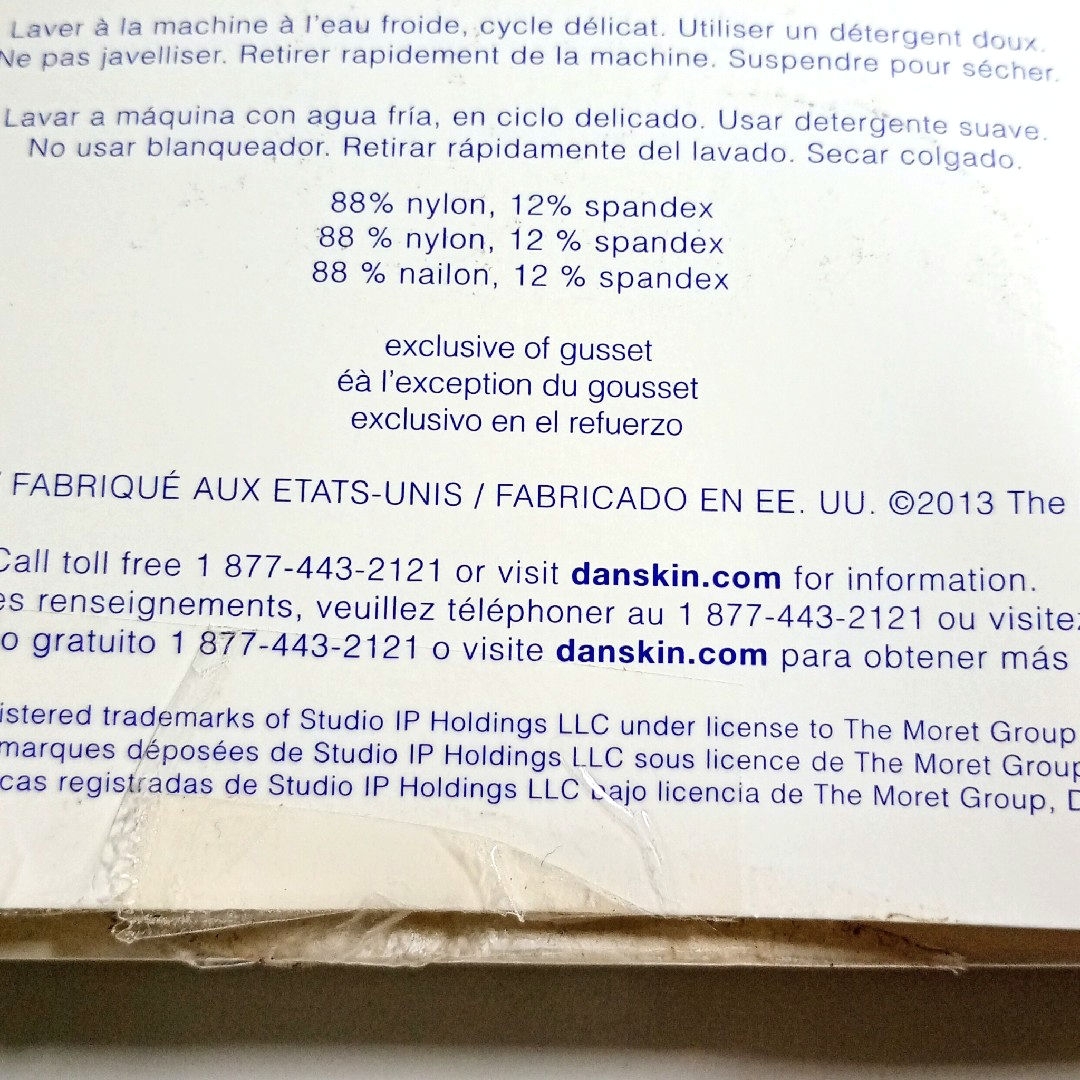 Laver à la machine à l'eau froide, cycle délicat. Utiliser un détergent doux.
Ne pas javelliser. Retirer rapidement de la machine. Suspendre pour sécher.
Lavar a máquina con agua fría, en ciclo delicado. Usar detergente suave.
No usar blanqueador. Retirar rápidamente del lavado. Secar colgado.
88% nylon, 12% spandex
88 % nylon, 12 % spandex
88 % nailon, 12 % spandex
exclusive of gusset
éà l'exception du gousset
exclusivo en el refuerzo
/ FABRIQUÉ AUX ETATS-UNIS / FABRICADO EN EE. UU. ©2013 The
Call toll free 1 877-443-2121 or visit danskin.com for information.
es renseignements, veuillez téléphoner au 1 877-443-2121 ou visitez
o gratuito 1 877-443-2121 o visite danskin.com para obtener más
istered trademarks of Studio IP Holdings LLC under license to The Moret Group
marques déposées de Studio IP Holdings LLC sous licence de The Moret Group
cas registradas de Studio IP Holdings LLC bajo licencia de The Moret Group, D